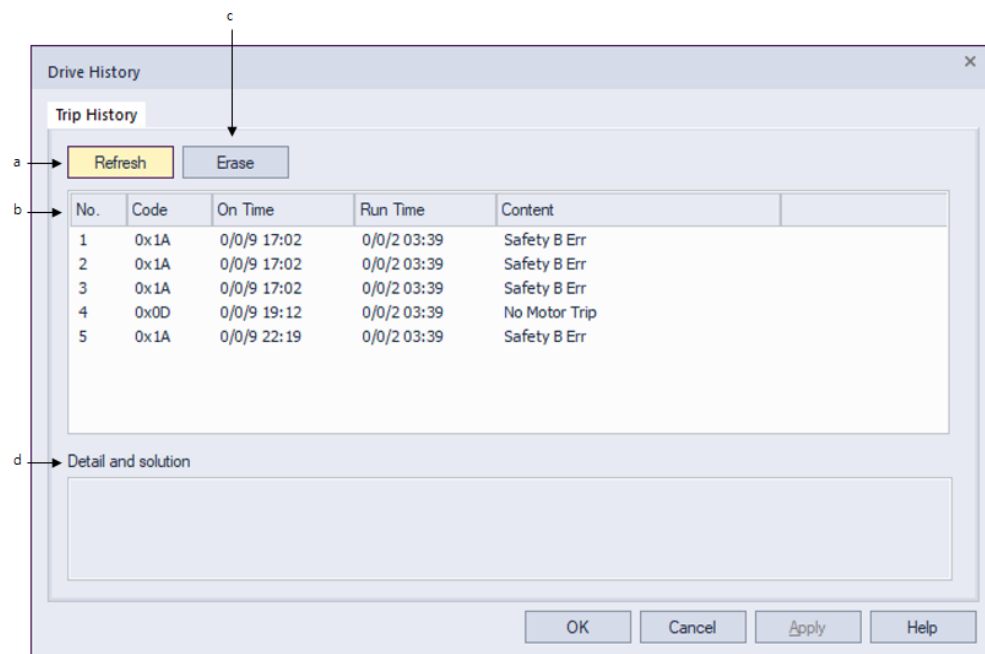 c
Drive History
Trip History
a Refresh Erase
b No. Code On Time Run Time Content
1 0x1A 0/0/9 17:02 0/0/2 03:39 Safety B Err
2 0x1A 0/0/9 17:02 0/0/2 03:39 Safety B Err
3 0x1A 0/0/9 17:02 0/0/2 03:39 Safety B Err
4 0x0D 0/0/9 19:12 0/0/2 03:39 No Motor Trip
5 0x1A 0/0/9 22:19 0/0/2 03:39 Safety B Err
d Detail and solution
OK Cancel Apply Help